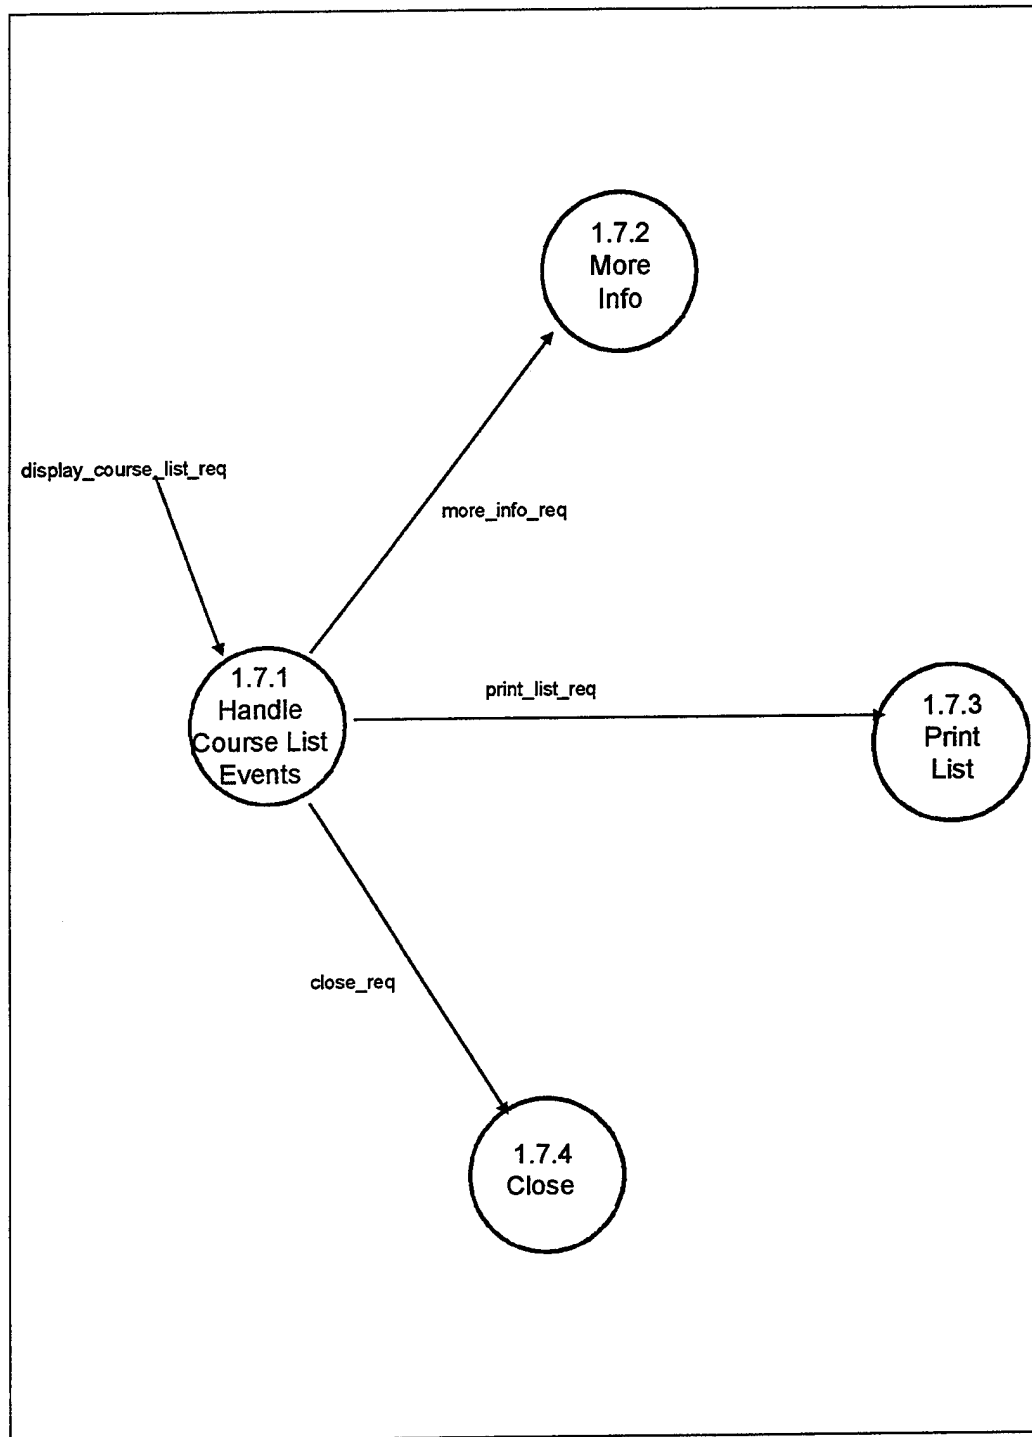 1.7.2
More
Info
display_course_list_req
more_info_req
1.7.1
Handle
Course List
Events
print_list_req
1.7.3
Print
List
close_req
1.7.4
Close